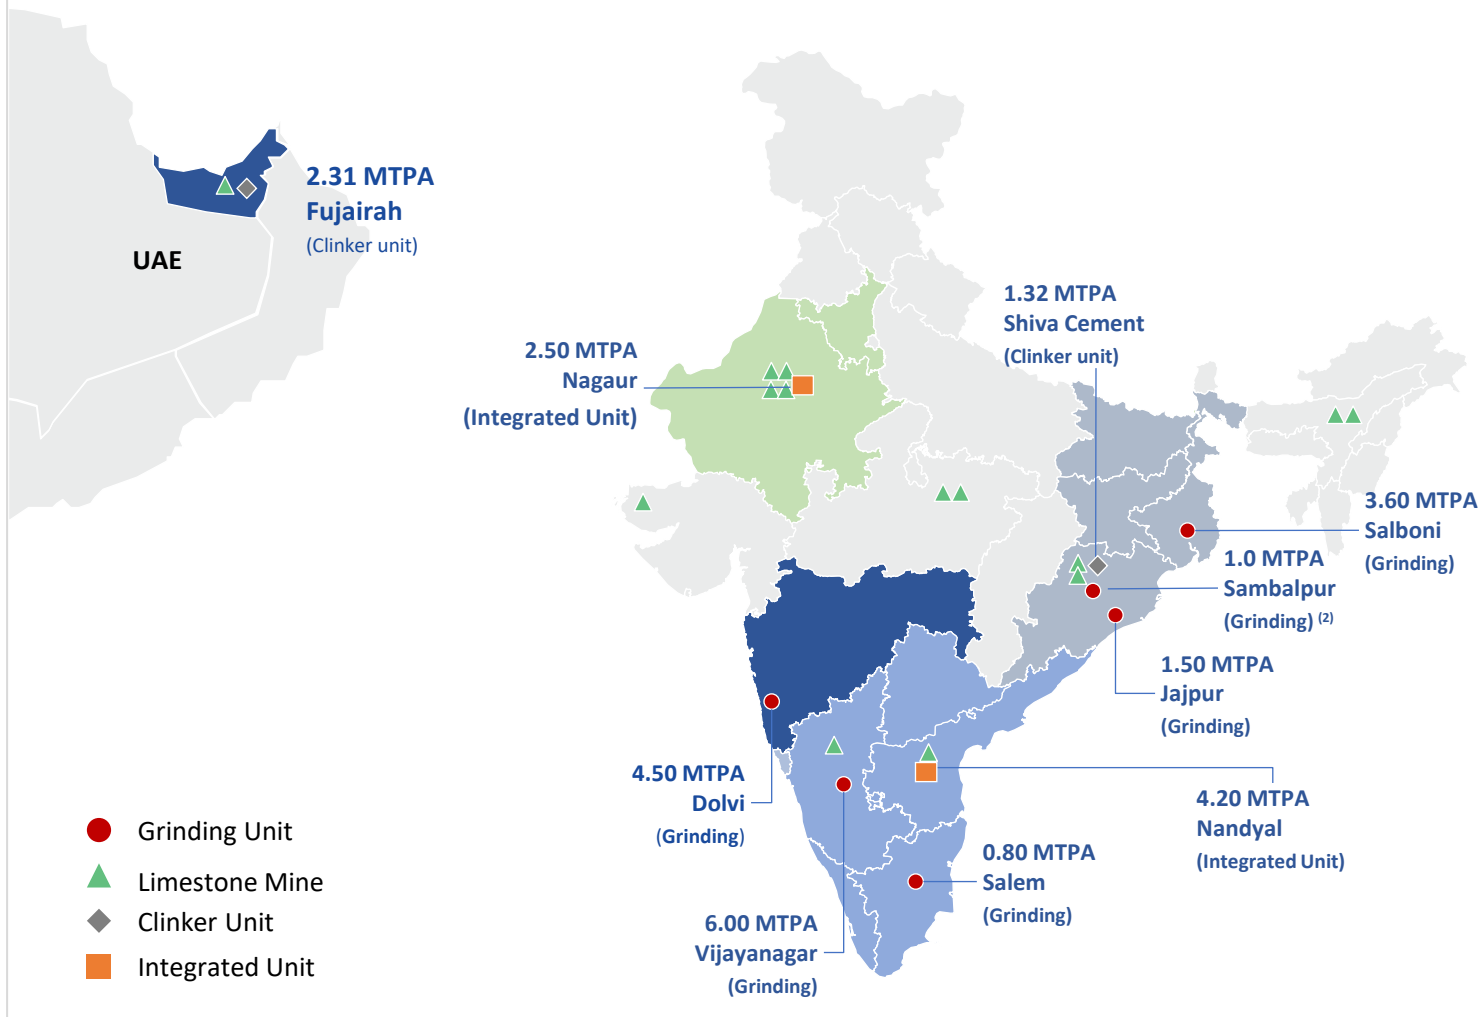 2.31 MTPA
Fujairah
(Clinker unit)
UAE
1.32 MTPA
Shiva Cement
(Clinker unit)
2.50 MTPA
Nagaur
(Integrated Unit)
3.60 MTPA
Salboni
(Grinding)
1.0 MTPA
Sambalpur
(Grinding) (2)
1.50 MTPA
Jajpur
(Grinding)
4.50 MTPA
Dolvi
(Grinding)
4.20 MTPA
Nandyal
(Integrated Unit)
0.80 MTPA
Salem
(Grinding)
6.00 MTPA
Vijayanagar
(Grinding)
Grinding Unit
Limestone Mine
Clinker Unit
Integrated Unit